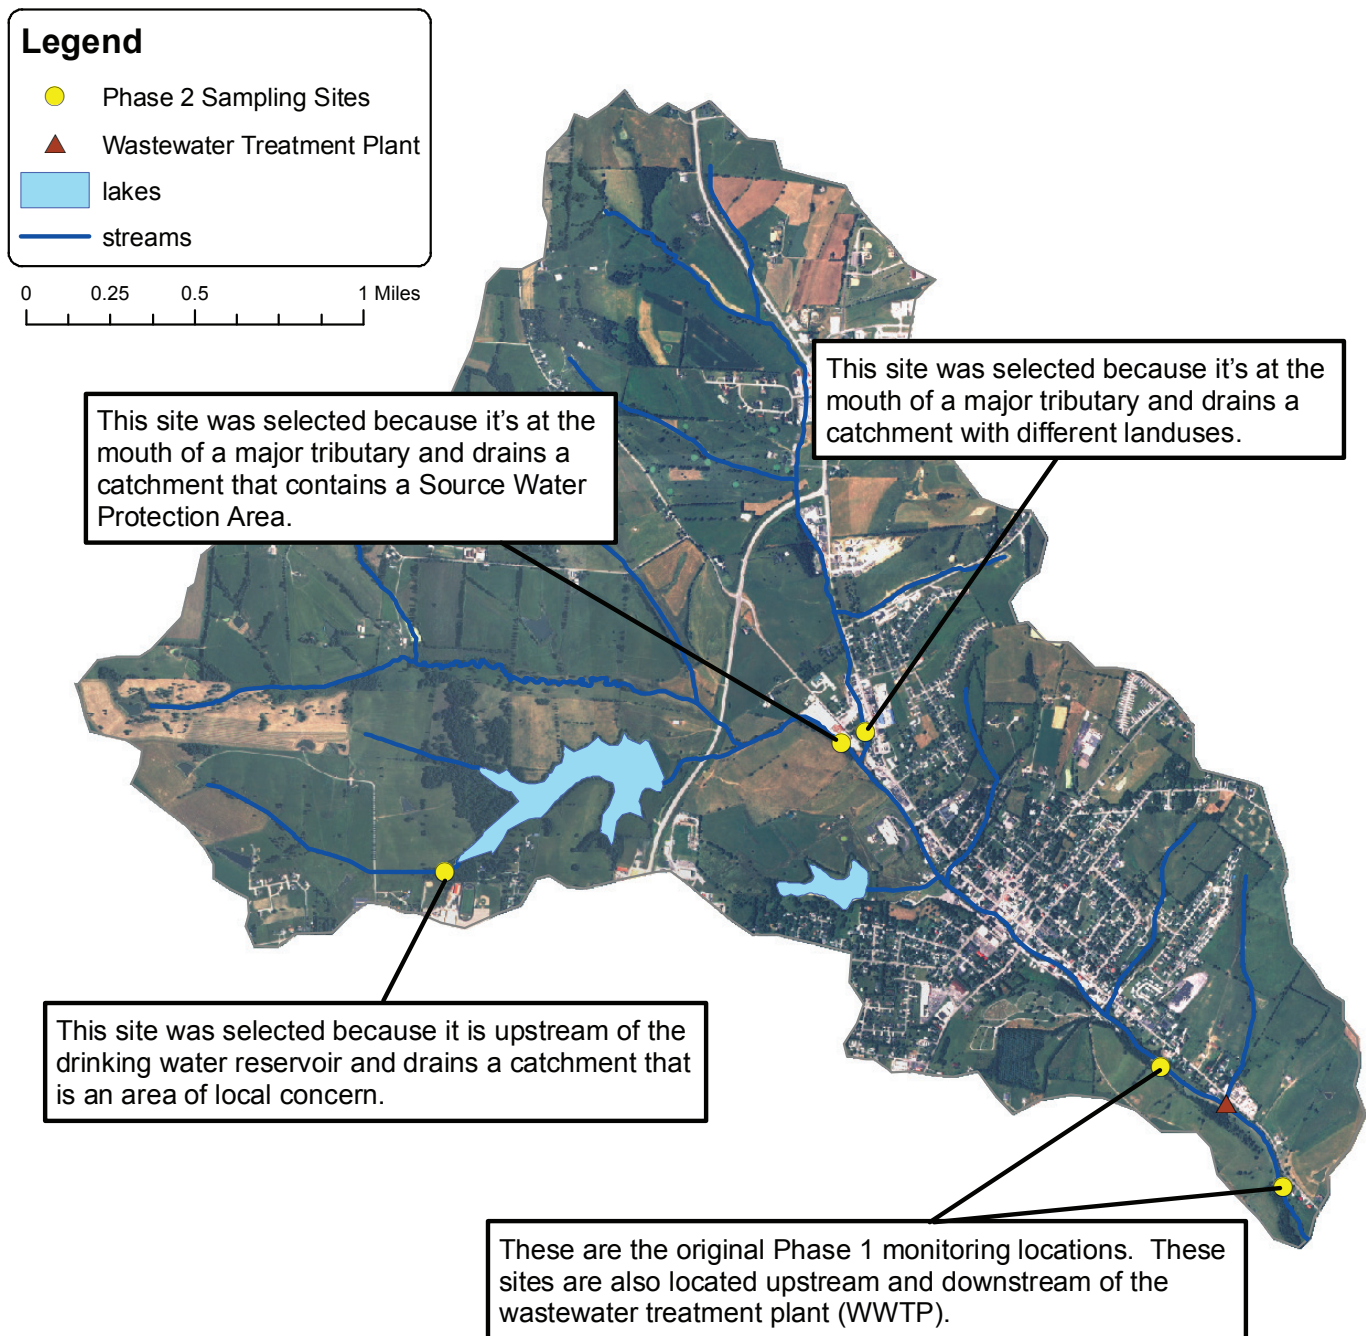 Legend
Phase 2 Sampling Sites
Wastewater Treatment Plant
lakes
streams
0 0.25 0.5 1 Miles
This site was selected because it's at the
mouth of a major tributary and drains a
catchment with different landuses.
This site was selected because it's at the
mouth of a major tributary and drains a
catchment that contains a Source Water
Protection Area.
This site was selected because it is upstream of the
drinking water reservoir and drains a catchment that
is an area of local concern.
These are the original Phase 1 monitoring locations.  These
sites are also located upstream and downstream of the
wastewater treatment plant (WWTP).